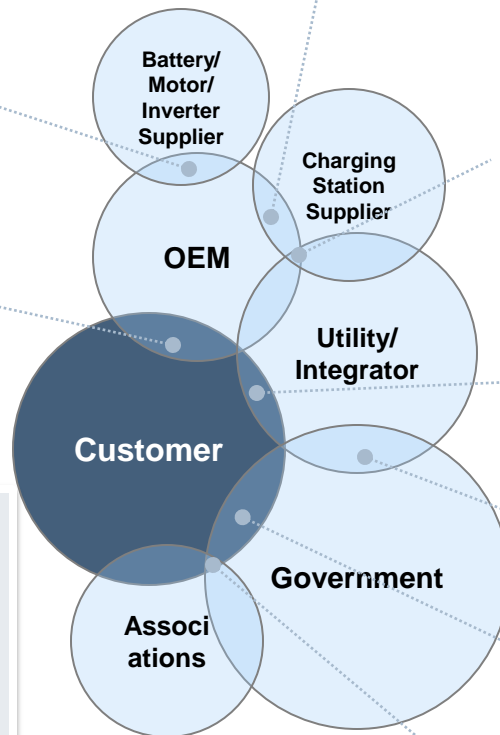 Battery/
Motor/
Inverter
Supplier
Charging
Station
Supplier
OEM
Utility/
Integrator
Customer
Government
Associ
ations